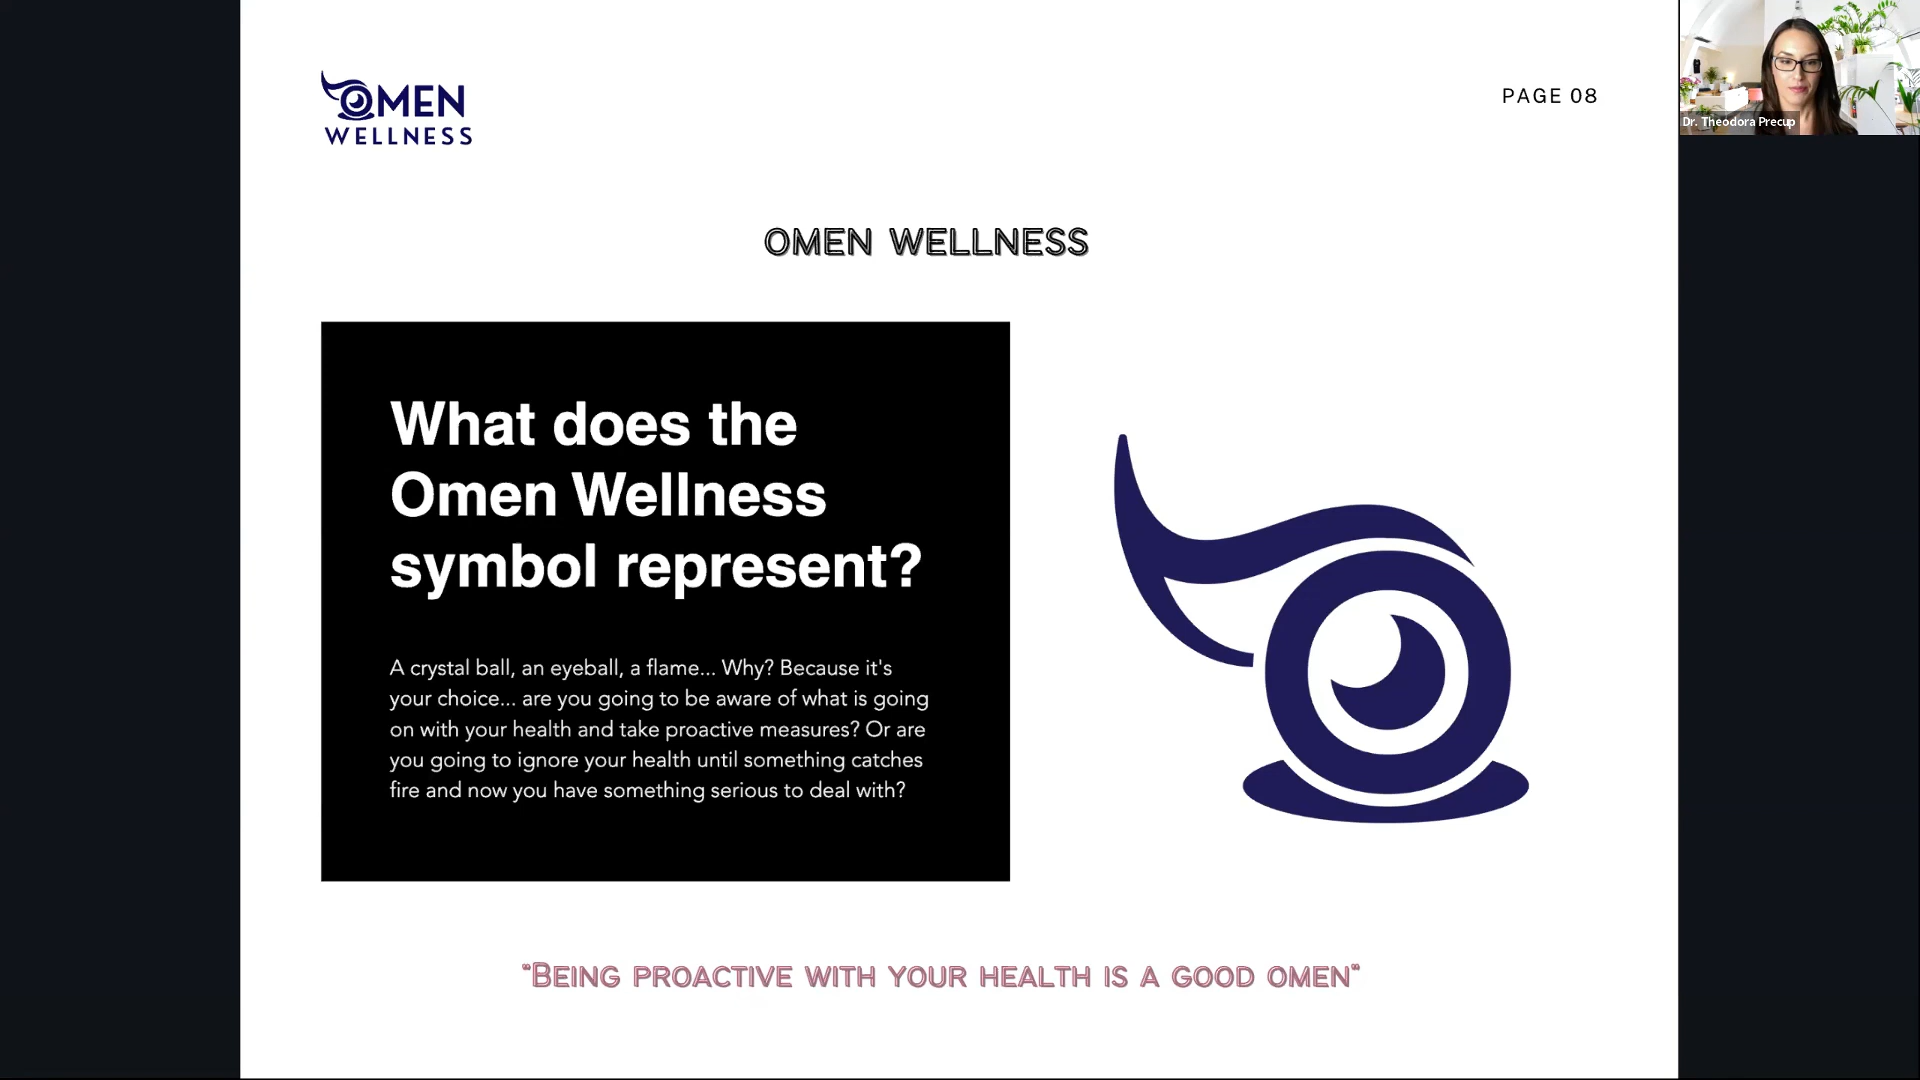 OMEN
WELLNESS
PAGE 08
Dr. Theodora Precup
OMEN WELLNESS
What does the
Omen Wellness
symbol represent?
A crystal ball, an eyeball, a flame... Why? Because it's
your choice... are you going to be aware of what is going
on with your health and take proactive measures? Or are
you going to ignore your health until something catches
fire and now you have something serious to deal with?
"BEING PROACTIVE WITH YOUR HEALTH IS A GOOD OMEN"